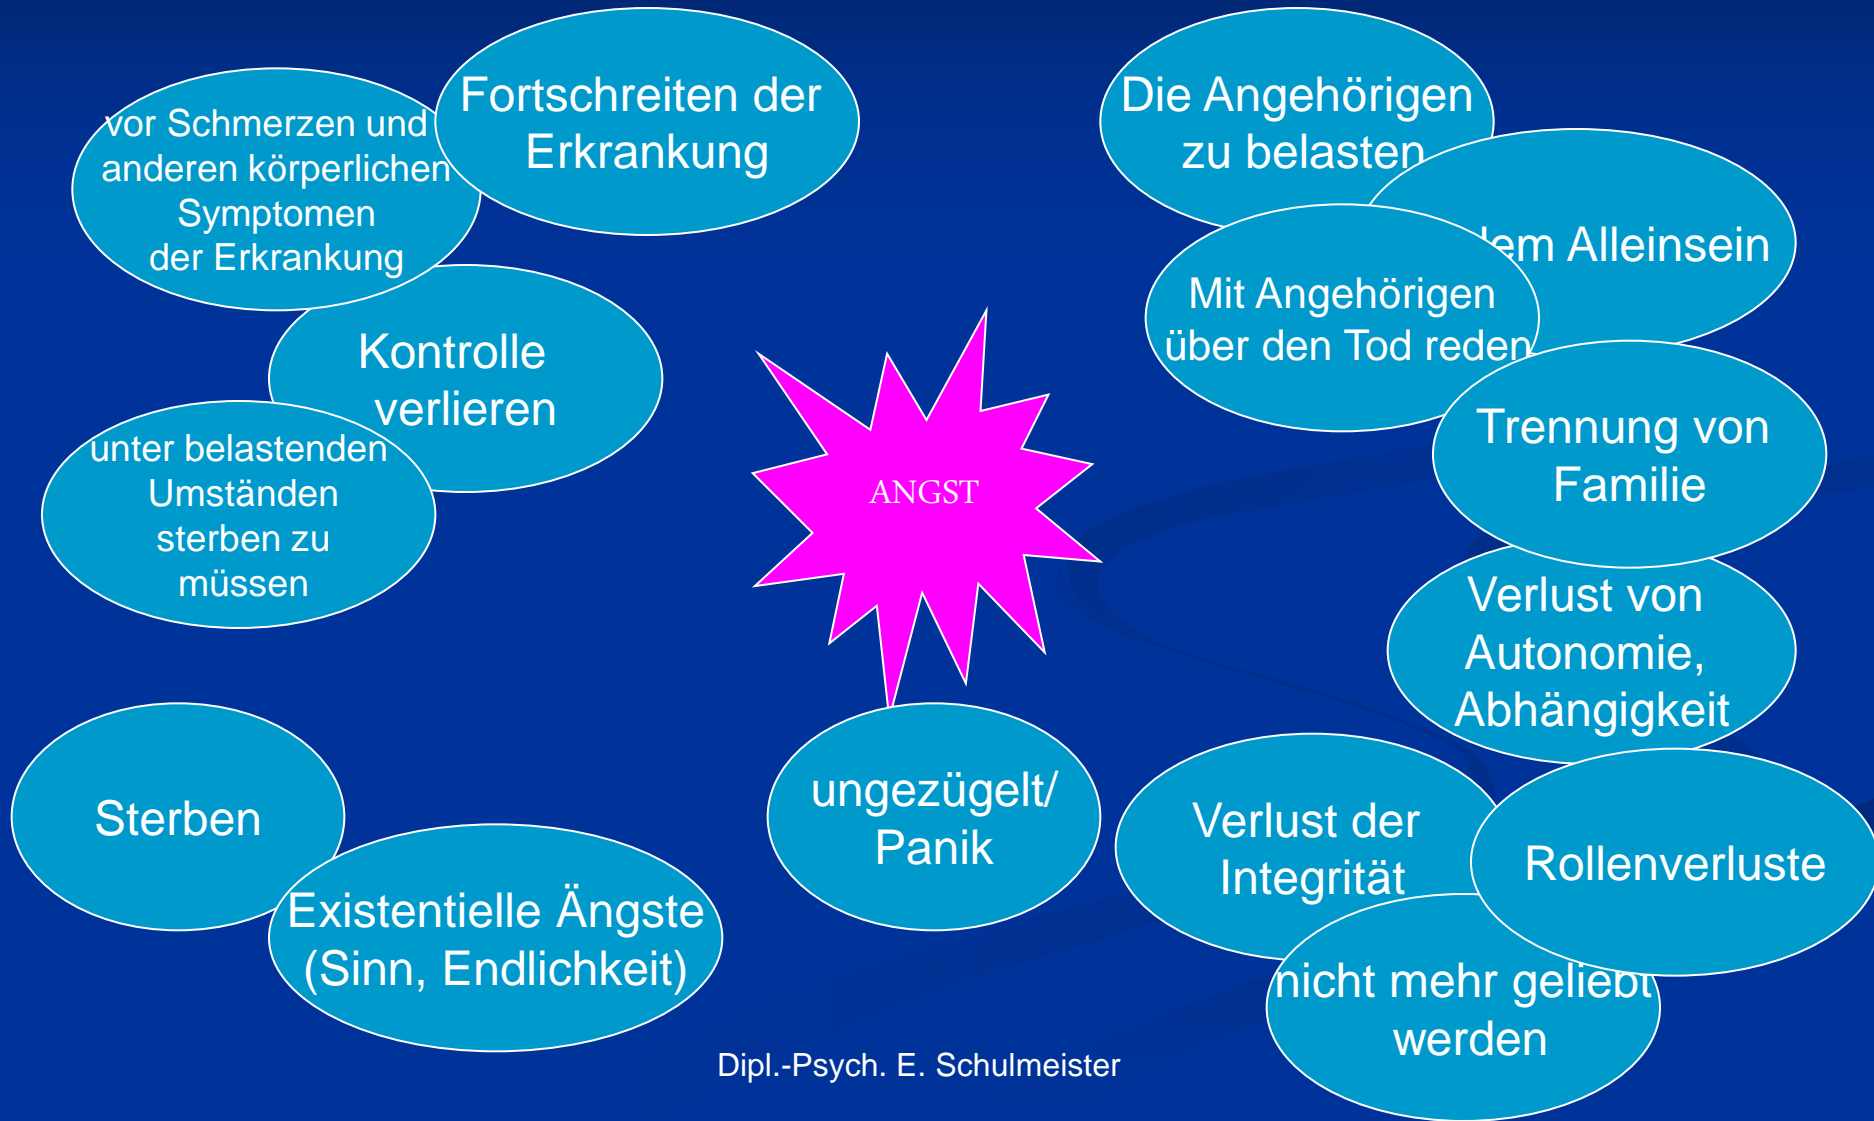 Fortschreiten der
Erkrankung
vor Schmerzen und
anderen körperlichen
Symptomen
der Erkrankung
Kontrolle
verlieren
unter belastenden
Umständen
sterben zu
müssen
Sterben
Existentielle Ängste
(Sinn, Endlichkeit)
ANGST
ungezügelt/
Panik
Die Angehörigen
zu belasten
Alleinsein
Mit Angehörigen
über den Tod reden
Trennung von
Familie
Verlust von
Autonomie,
Abhängigkeit
Verlust der
Integrität
Rollenverluste
nicht mehr geliebt
werden
Dipl.-Psych. E. Schulmeister